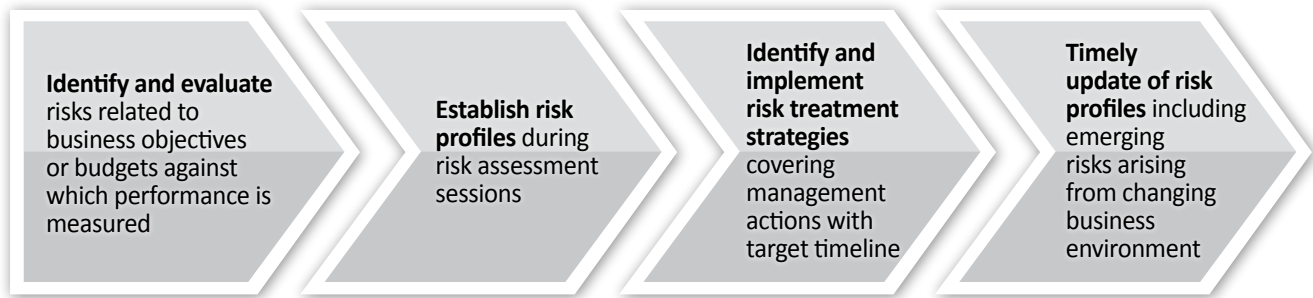 Identify and evaluate
risks related to
business objectives
or budgets against
which performance is
measured
Establish risk
profiles during
risk assessment
sessions
Identify and
implement
risk treatment
strategies
covering
management
actions with
target timeline
Timely
update of risk
profiles including
emerging
risks arising
from changing
business
environment